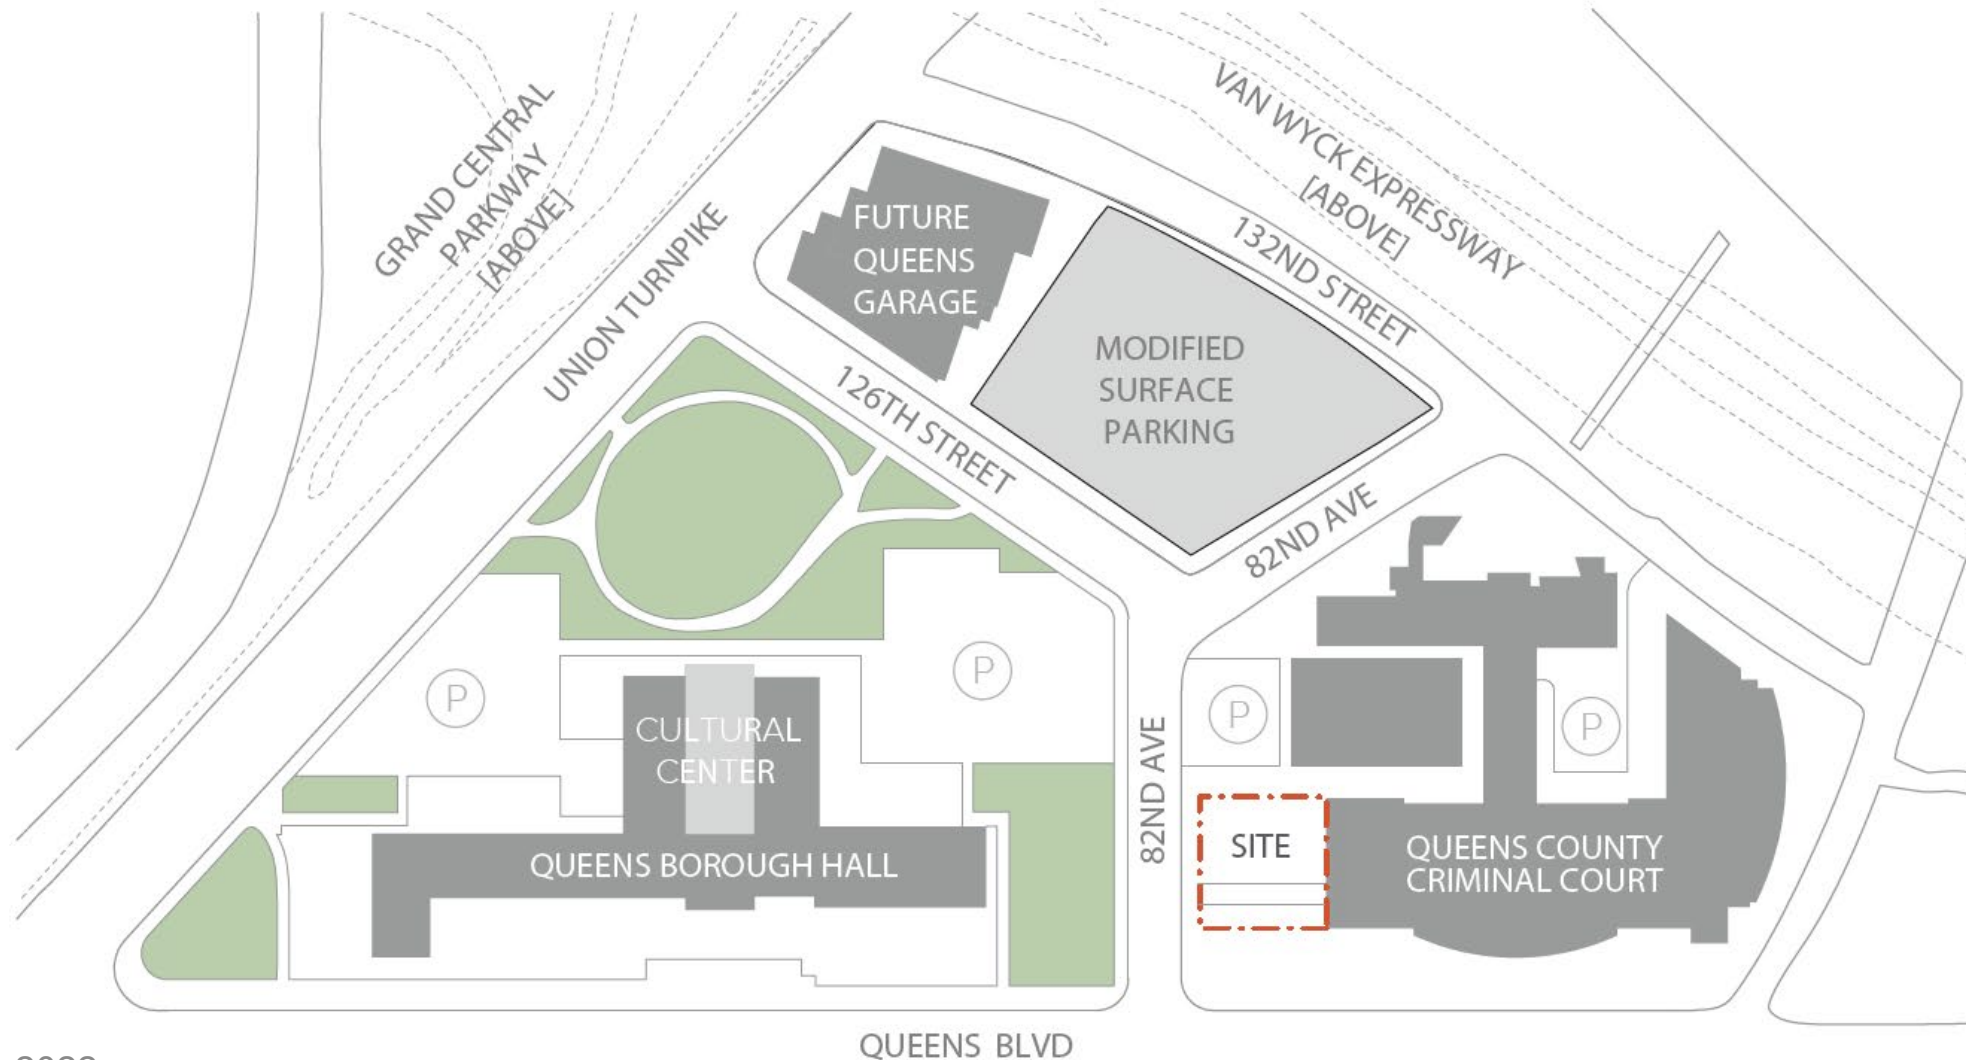 GRAND CENTRAL
PARKWAY
[ABOVE]
UNION TURNPIKE
VAN WYCK EXPRESSWAY
[ABOVE]
132ND STREET
FUTURE
QUEENS
GARAGE
MODIFIED
SURFACE
PARKING
126TH STREET
82ND AVE
P
P
P
P
CULTURAL
CENTER
82ND AVE
QUEENS BOROUGH HALL
SITE
QUEENS COUNTY
CRIMINAL COURT
QUEENS BLVD